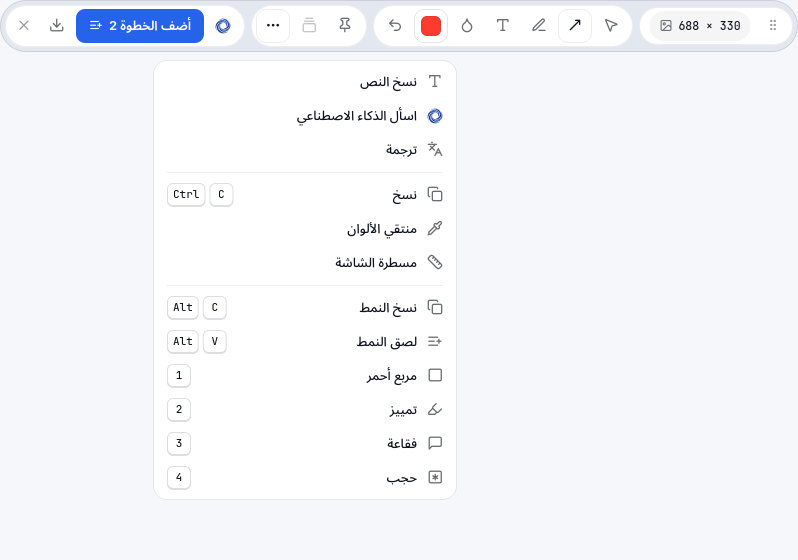 أضف الخطوة 2
688 × 330
نسخ النص
اسأل الذكاء الاصطناعي
ترجمة
نسخ Ctrl C
منتقي الألوان
مسطرة الشاشة
نسخ النمط Alt C
لصق النمط Alt V
مربع أحمر 1
تمييز 2
فقاعة 3
حجب 4